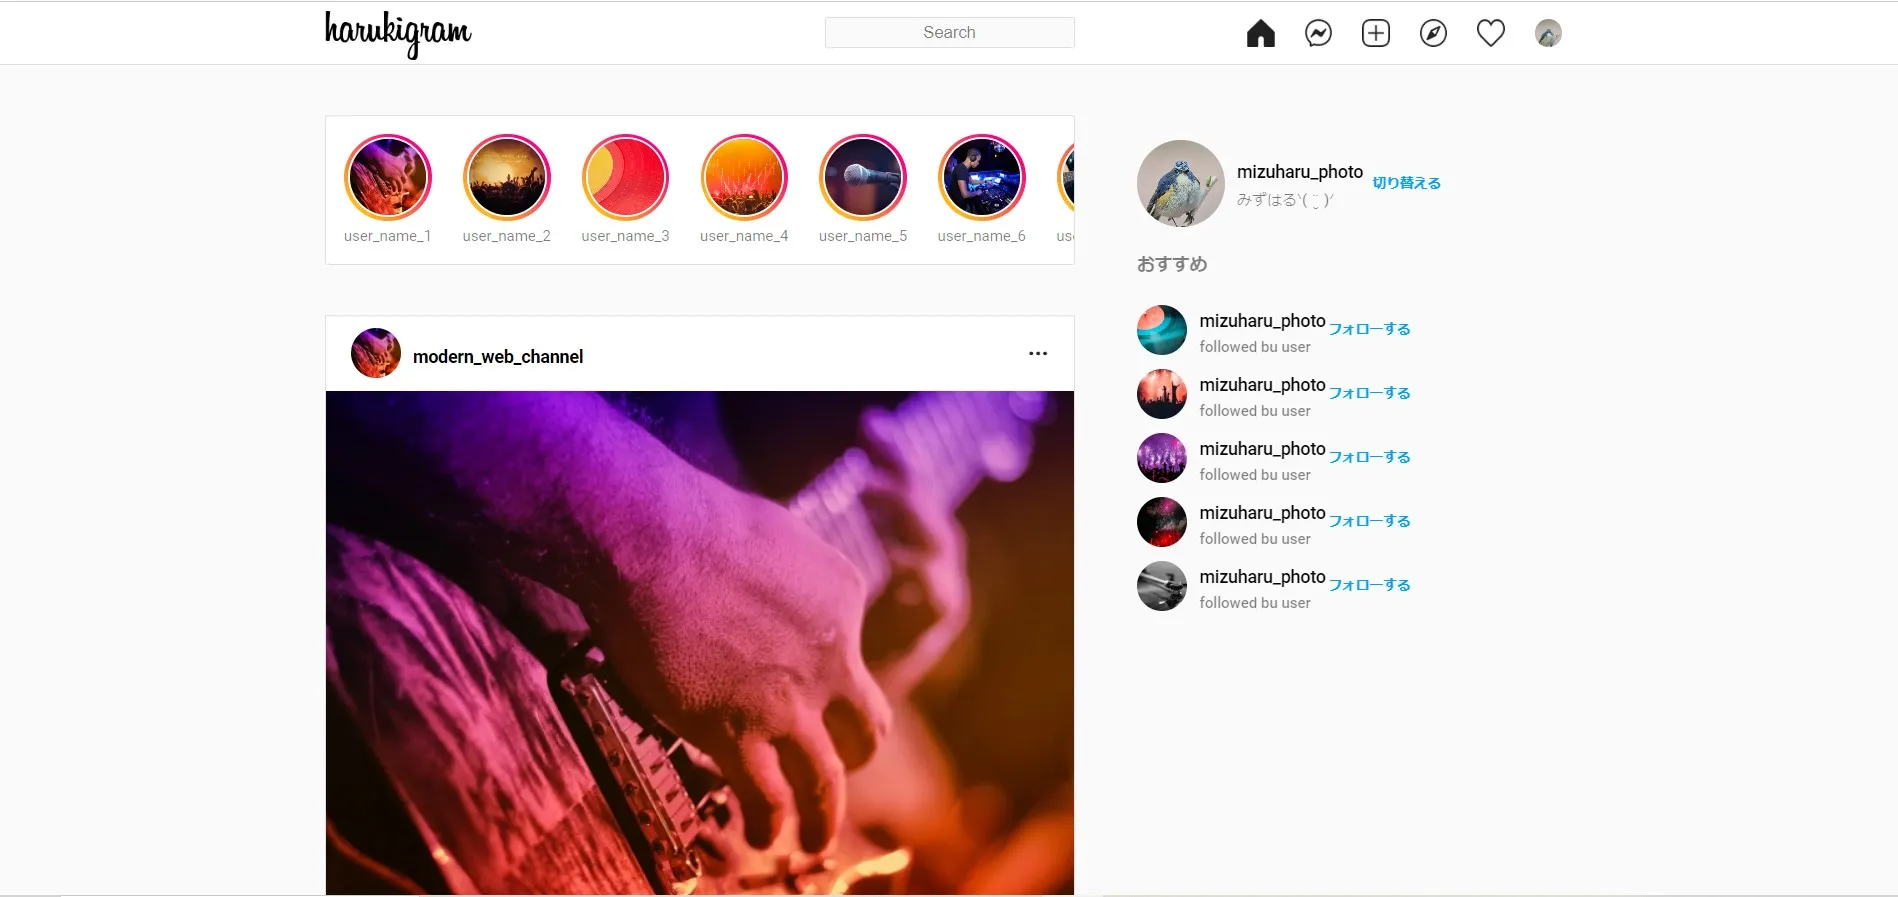 harukigram
Search
user_name_1 user_name_2 user_name_3 user_name_4 user_name_5 user_name_6 us
mizuharu_photo 切り替える
みずはる
おすすめ
modern_web_channel
mizuharu_photo フォローする
followed bu user
mizuharu_photo フォローする
followed bu user
mizuharu_photo フォローする
followed bu user
mizuharu_photo フォローする
followed bu user
mizuharu_photo フォローする
followed bu user